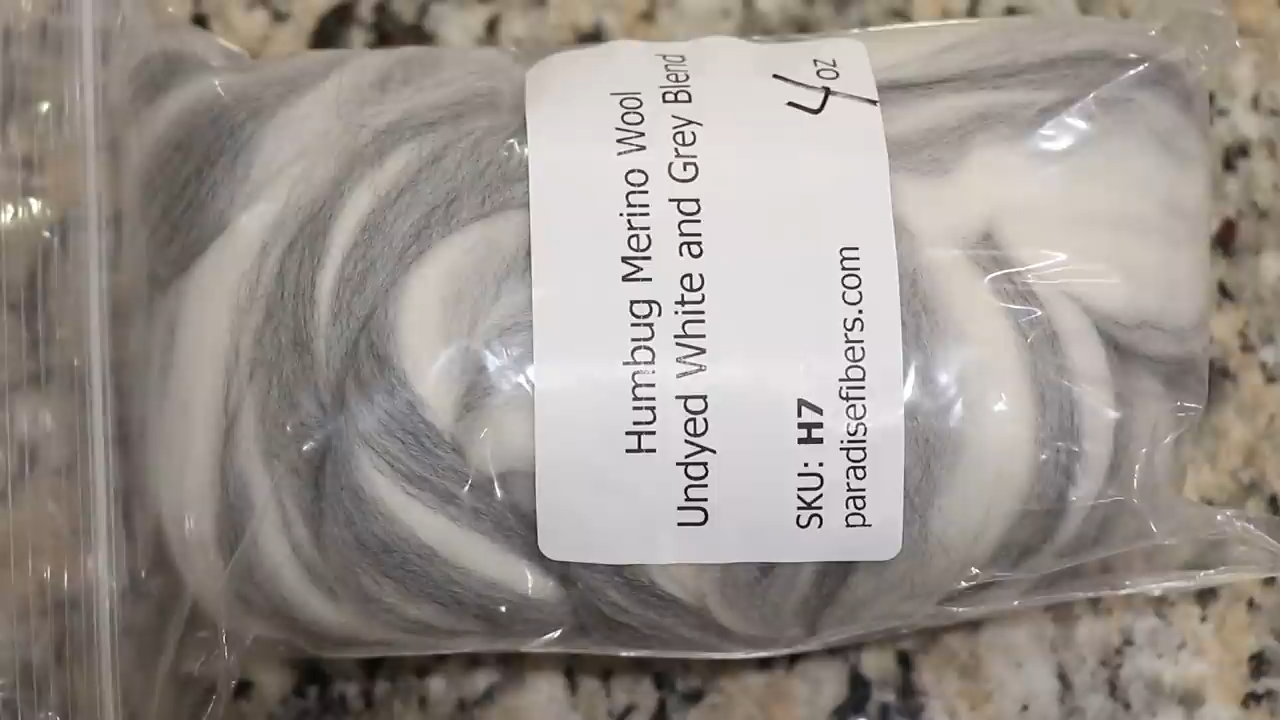 Humbug Merino Wool
Undyed White and Grey Blend
4 oz
SKU: H7
paradisefibers.com